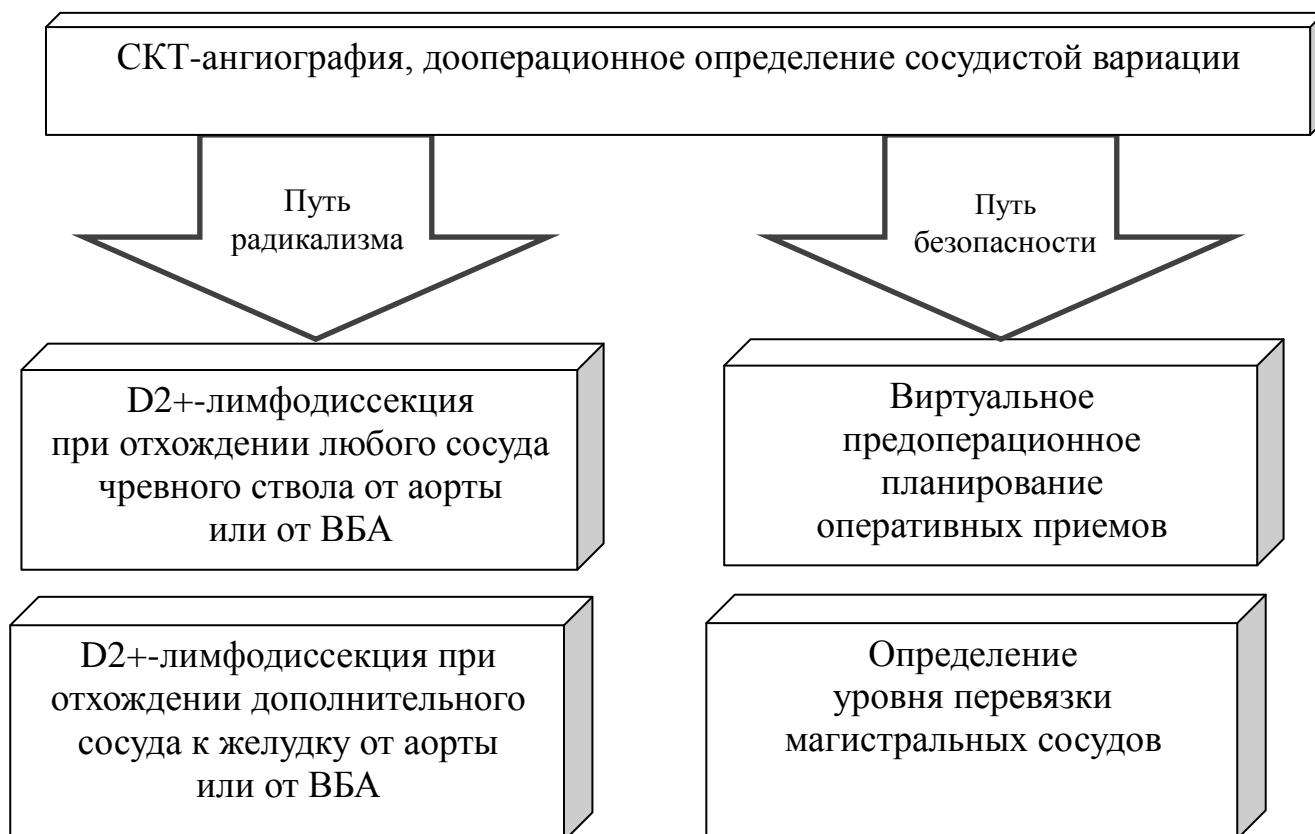 СКТ-ангиография, дооперационное определение сосудистой вариации
Путь
радикализма
Путь
безопасности
D2+-лимфодиссекция
при отхождении любого сосуда
чревного ствола от аорты
или от ВБА
Виртуальное
предоперационное
планирование
оперативных приемов
D2+-лимфодиссекция при
отхождении дополнительного
сосуда к желудку от аорты
или от ВБА
Определение
уровня перевязки
магистральных сосудов